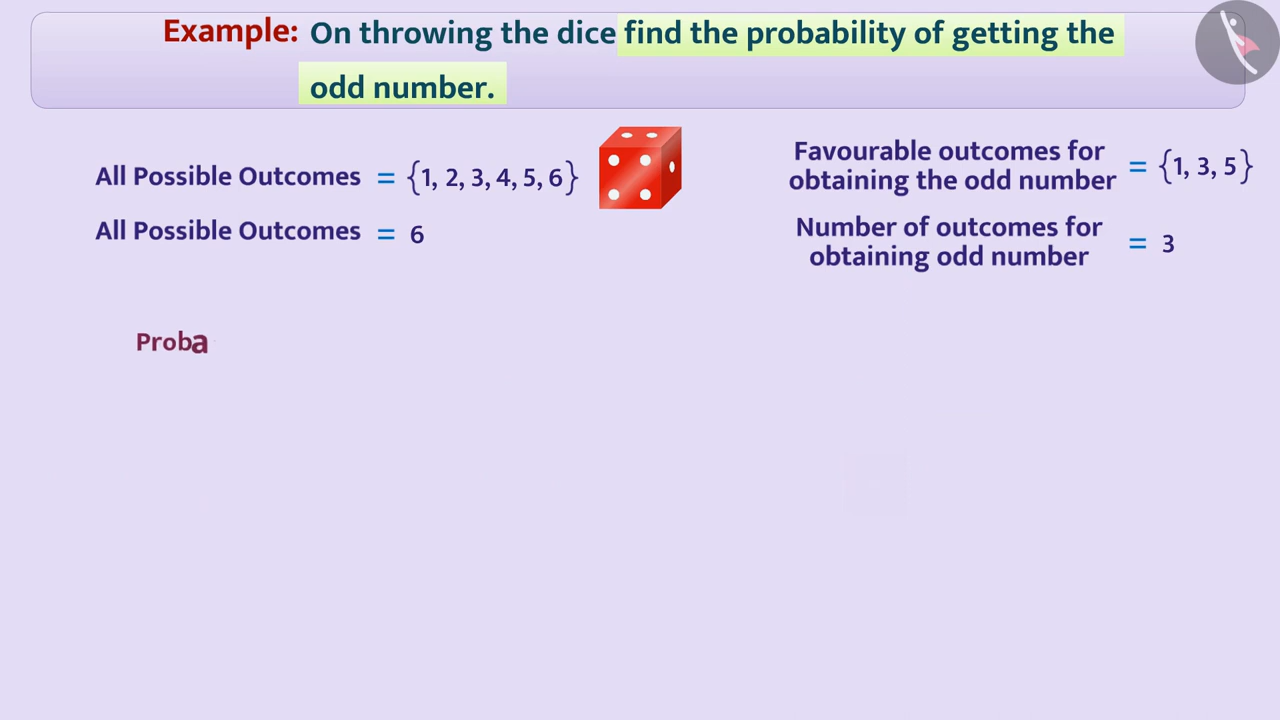 Example: On throwing the dice find the probability of getting the
odd number.
All Possible Outcomes = {1, 2, 3, 4, 5, 6}
All Possible Outcomes = 6
Favourable outcomes for
obtaining the odd number = {1, 3, 5}
Number of outcomes for
obtaining odd number = 3
Proba